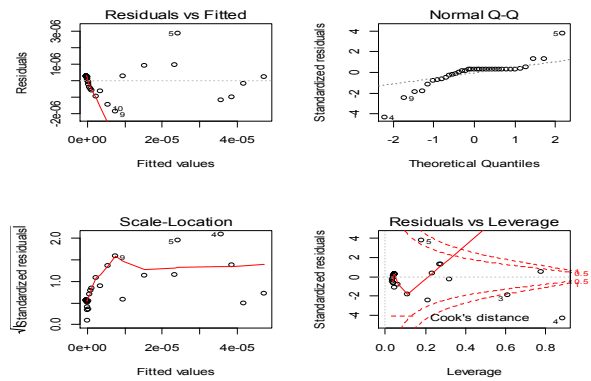 Residuals vs Fitted
Residuals
-2e-06 1e-06 3e-06
5
10
9
0e+00 2e-05 4e-05
Fitted values
Normal Q-Q
Standardized residuals
-4 -2 0 2 4
5
9
4
-2 -1 0 1 2
Theoretical Quantiles
Scale-Location
√|Standardized residuals|
0.0 1.0 2.0
5
4
9
0e+00 2e-05 4e-05
Fitted values
Residuals vs Leverage
Standardized residuals
-4 -2 0 2 4
5
3
4
1
0.5
0.5
1
Cook's distance
0.0 0.2 0.4 0.6 0.8
Leverage